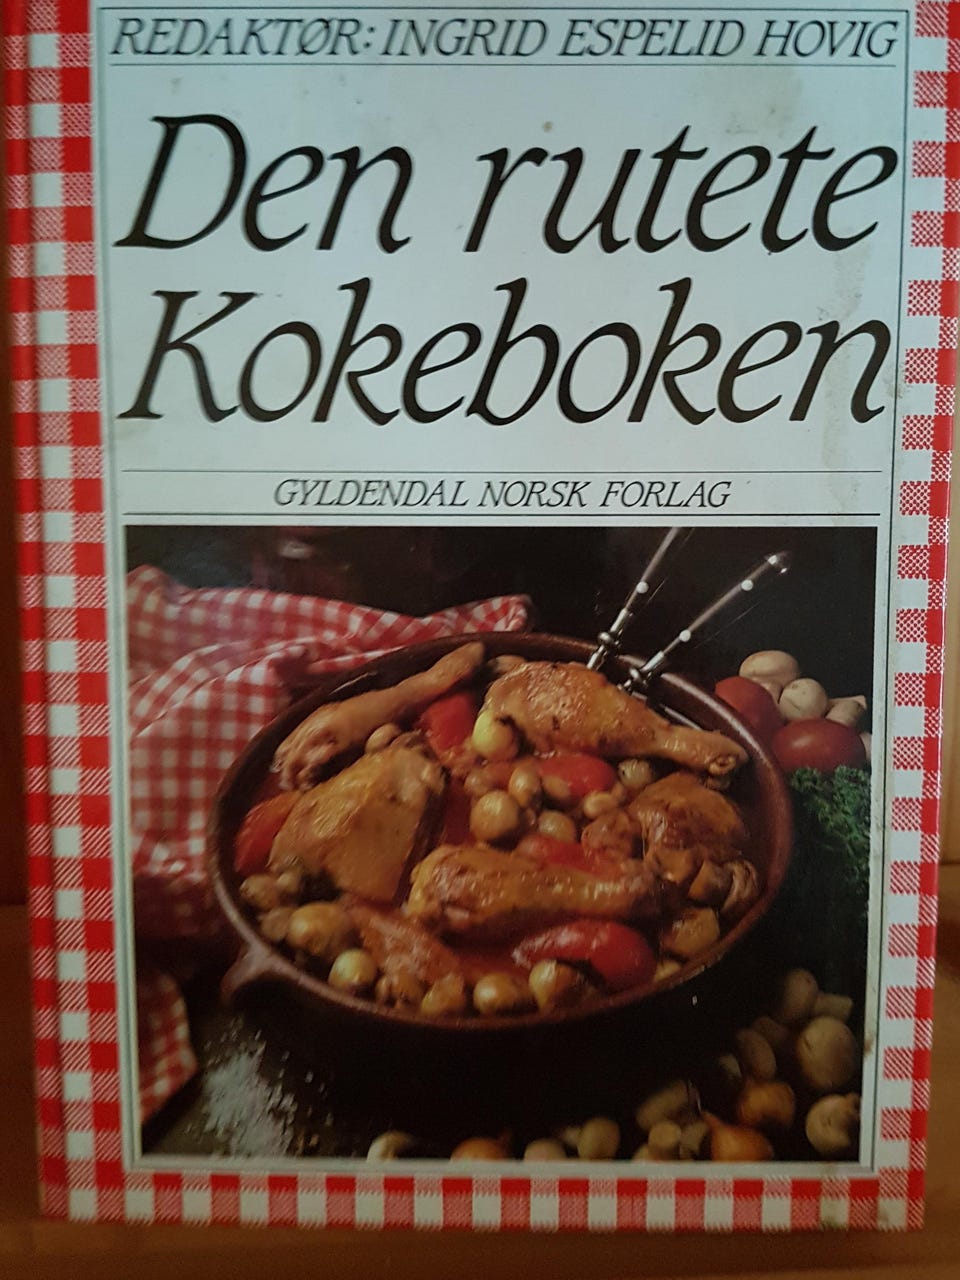 REDAKTØR: INGRID ESPELID HOVIG
Den rutete
Kokeboken
GYLDENDAL NORSK FORLAG